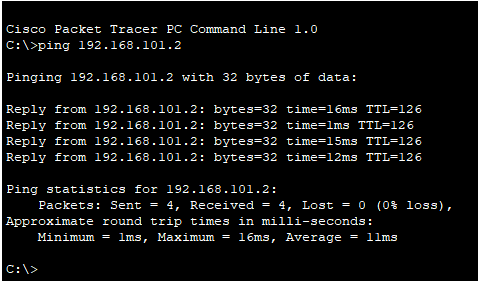 Cisco Packet Tracer PC Command Line 1.0
C:\>ping 192.168.101.2
Pinging 192.168.101.2 with 32 bytes of data:
Reply from 192.168.101.2: bytes=32 time=16ms TTL=126
Reply from 192.168.101.2: bytes=32 time=1ms TTL=126
Reply from 192.168.101.2: bytes=32 time=15ms TTL=126
Reply from 192.168.101.2: bytes=32 time=12ms TTL=126
Ping statistics for 192.168.101.2:
Packets: Sent = 4, Received = 4, Lost = 0 (0% loss),
Approximate round trip times in milli-seconds:
Minimum = 1ms, Maximum = 16ms, Average = 11ms
C:\>